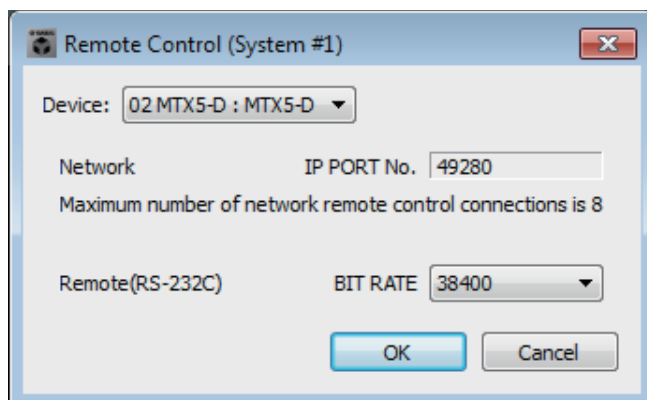 Remote Control (System #1)
Device: 02 MTX5-D : MTX5-D
Network IP PORT No. 49280
Maximum number of network remote control connections is 8
Remote(RS-232C) BIT RATE 38400
OK Cancel